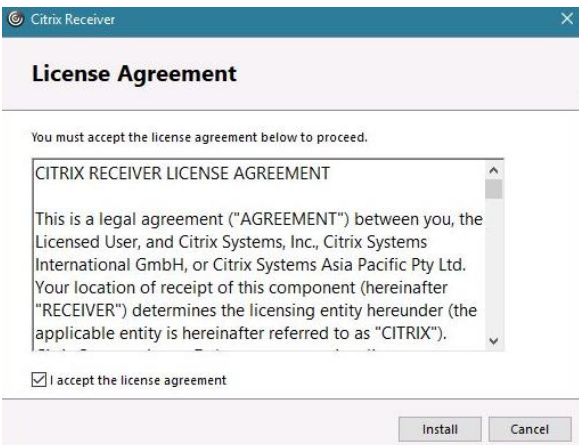 Citrix Receiver
License Agreement
You must accept the license agreement below to proceed.
CITRIX RECEIVER LICENSE AGREEMENT
This is a legal agreement ("AGREEMENT") between you, the
Licensed User, and Citrix Systems, Inc., Citrix Systems
International GmbH, or Citrix Systems Asia Pacific Pty Ltd.
Your location of receipt of this component (hereinafter
"RECEIVER") determines the licensing entity hereunder (the
applicable entity is hereinafter referred to as "CITRIX").
I accept the license agreement
Install
Cancel